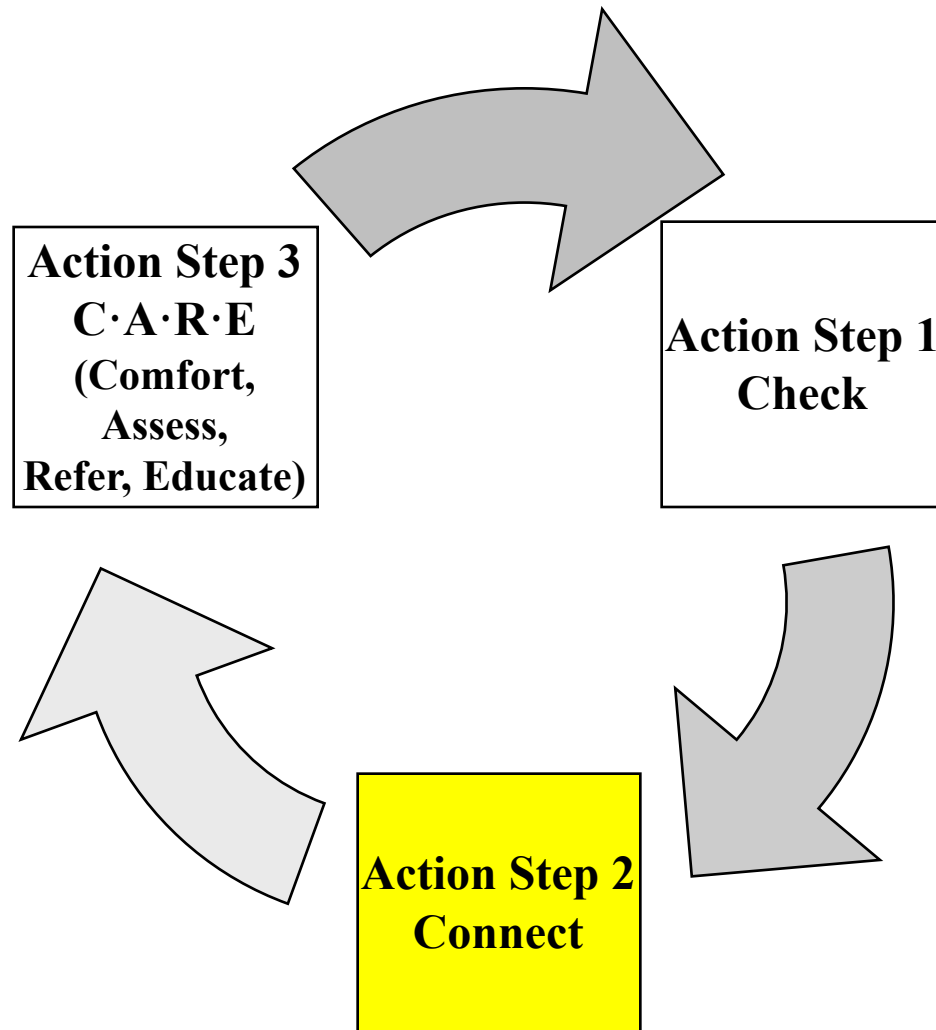 Action Step 3
C·A·R·E
(Comfort,
Assess,
Refer, Educate)
Action Step 1
Check
Action Step 2
Connect